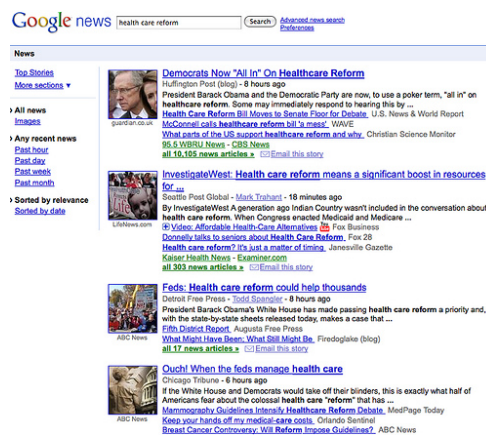 Google news
health care reform
Search
Advanced news search
Preferences
News
Top Stories
More sections ▼
› All news
Images
› Any recent news
Past hour
Past day
Past week
Past month
› Sorted by relevance
Sorted by date
guardian.co.uk
Democrats Now "All In" On Healthcare Reform
Huffington Post (blog) - 8 hours ago
President Barack Obama and the Democratic Party are now, to use a poker term, "all in" on
healthcare reform. Some may immediately respond to hearing this by ...
Health Care Reform Bill Moves to Senate Floor for Debate U.S. News & World Report
McConnell calls healthcare reform bill 'a mess' WAVE
What parts of the US support healthcare reform and why Christian Science Monitor
95.5 WBRU News - CBS News
all 10,105 news articles » Email this story
LifeNews.com
InvestigateWest: Health care reform means a significant boost in resources
for ...
Seattle Post Global - Mark Trahant - 18 minutes ago
By InvestigateWest A generation ago Indian Country wasn't included in the conversation about
health care reform. When Congress enacted Medicaid and Medicare ...
Video: Affordable Health-Care Alternatives Fox Business
Donnelly talks to seniors about Health Care Reform Fox 28
Health care reform? It's just a matter of timing Janesville Gazette
Kaiser Health News - Examiner.com
all 303 news articles » Email this story
ABC News
Feds: Health care reform could help thousands
Detroit Free Press - Todd Spangler - 8 hours ago
President Barack Obama's White House has made passing health care reform a priority and,
with the state-by-state sheets released today, makes a case that ...
Fifth District Report Augusta Free Press
What Might Have Been; What Still Might Be Firedoglake (blog)
all 17 news articles » Email this story
ABC News
Ouch! When the feds manage health care
Chicago Tribune - 6 hours ago
If the White House and Democrats would take off their blinders, this is exactly what half of
Americans fear about the colossal health care "reform" that has ...
Mammography Guidelines Intensify Healthcare Reform Debate MedPage Today
Keep your hands off my medical-care costs Orlando Sentinel
Breast Cancer Controversy: Will Reform Impose Guidelines? ABC News